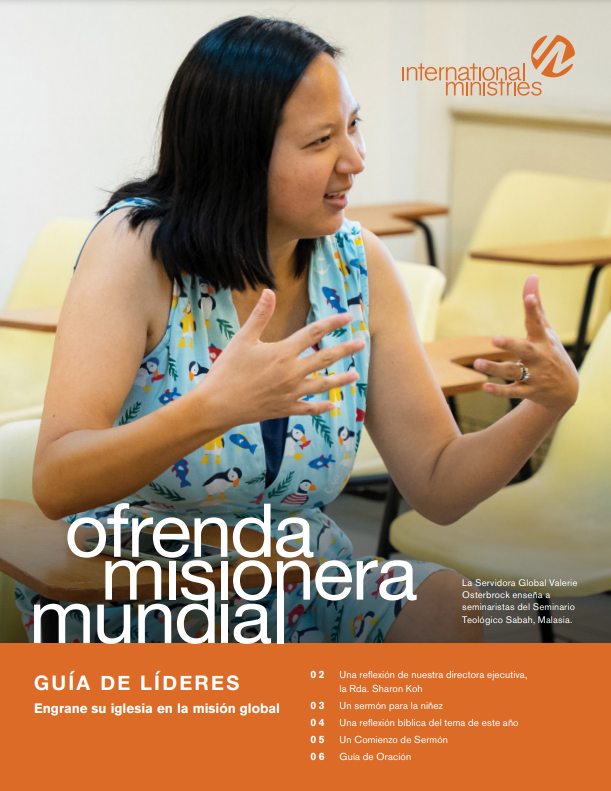 international
ministries
ofrenda
misionera
mundial
La Servidora Global Valerie
Osterbrock enseña a
seminaristas del Seminario
Teológico Sabah, Malasia.
GUÍA DE LÍDERES
Engrane su iglesia en la misión global
02 Una reflexión de nuestra directora ejecutiva,
la Rda. Sharon Koh
03 Un sermón para la niñez
04 Una reflexión bíblica del tema de este año
05 Un Comienzo de Sermón
06 Guía de Oración